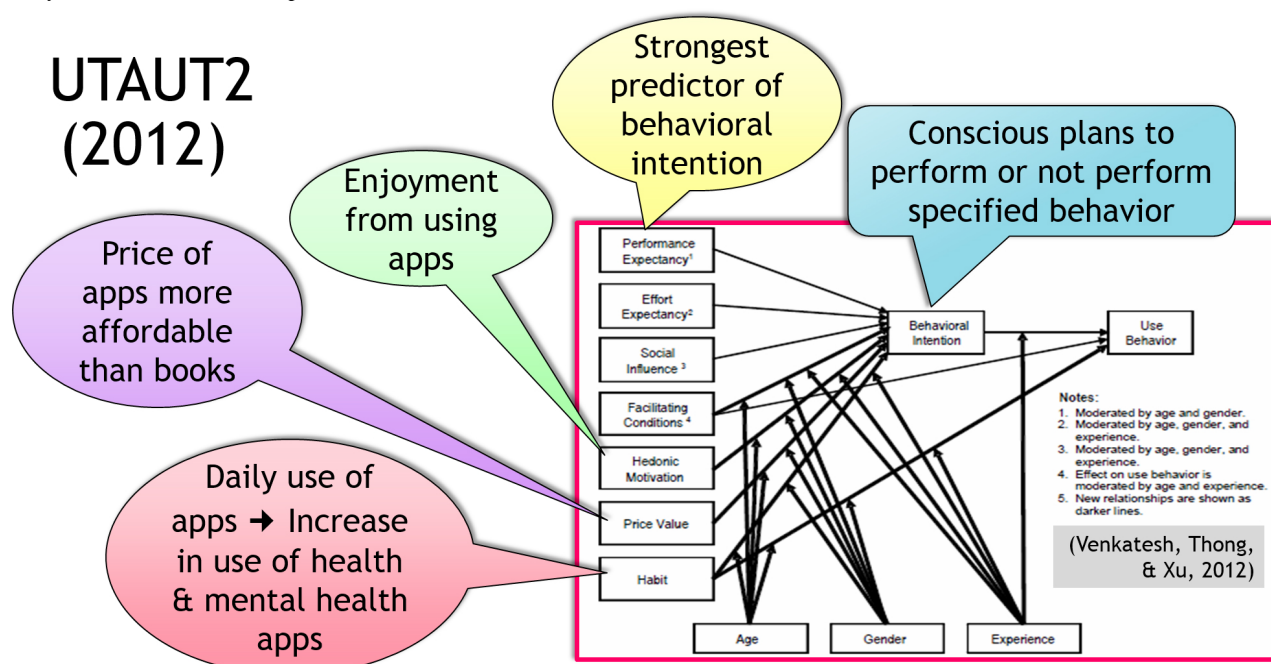 UTAUT2
(2012)
Strongest
predictor of
behavioral
intention
Conscious plans to
perform or not perform
specified behavior
Enjoyment
from using
apps
Price of
apps more
affordable
than books
Daily use of
apps → Increase
in use of health
& mental health
apps
Performance
Expectancy1
Effort
Expectancy2
Social
Influence 3
Facilitating
Conditions 4
Hedonic
Motivation
Price Value
Habit
Behavioral
Intention
Use
Behavior
Age
Gender
Experience
Notes:
1. Moderated by age and gender.
2. Moderated by age, gender, and
experience.
3. Moderated by age, gender, and
experience.
4. Effect on use behavior is
moderated by age and experience.
5. New relationships are shown as
darker lines.
(Venkatesh, Thong,
& Xu, 2012)